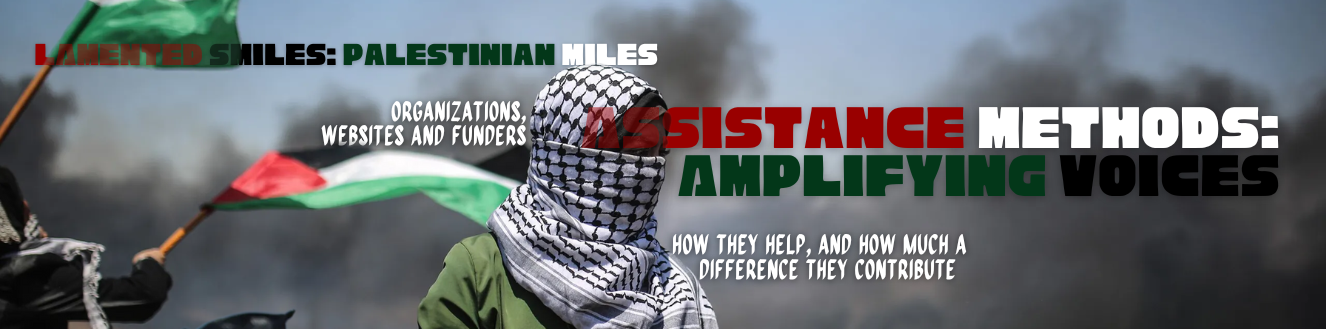 LAMENTED SMILES: PALESTINIAN MILES
ORGANIZATIONS,
WEBSITES AND FUNDERS
ASSISTANCE METHODS:
AMPLIFYING VOICES
HOW THEY HELP, AND HOW MUCH A
DIFFERENCE THEY CONTRIBUTE